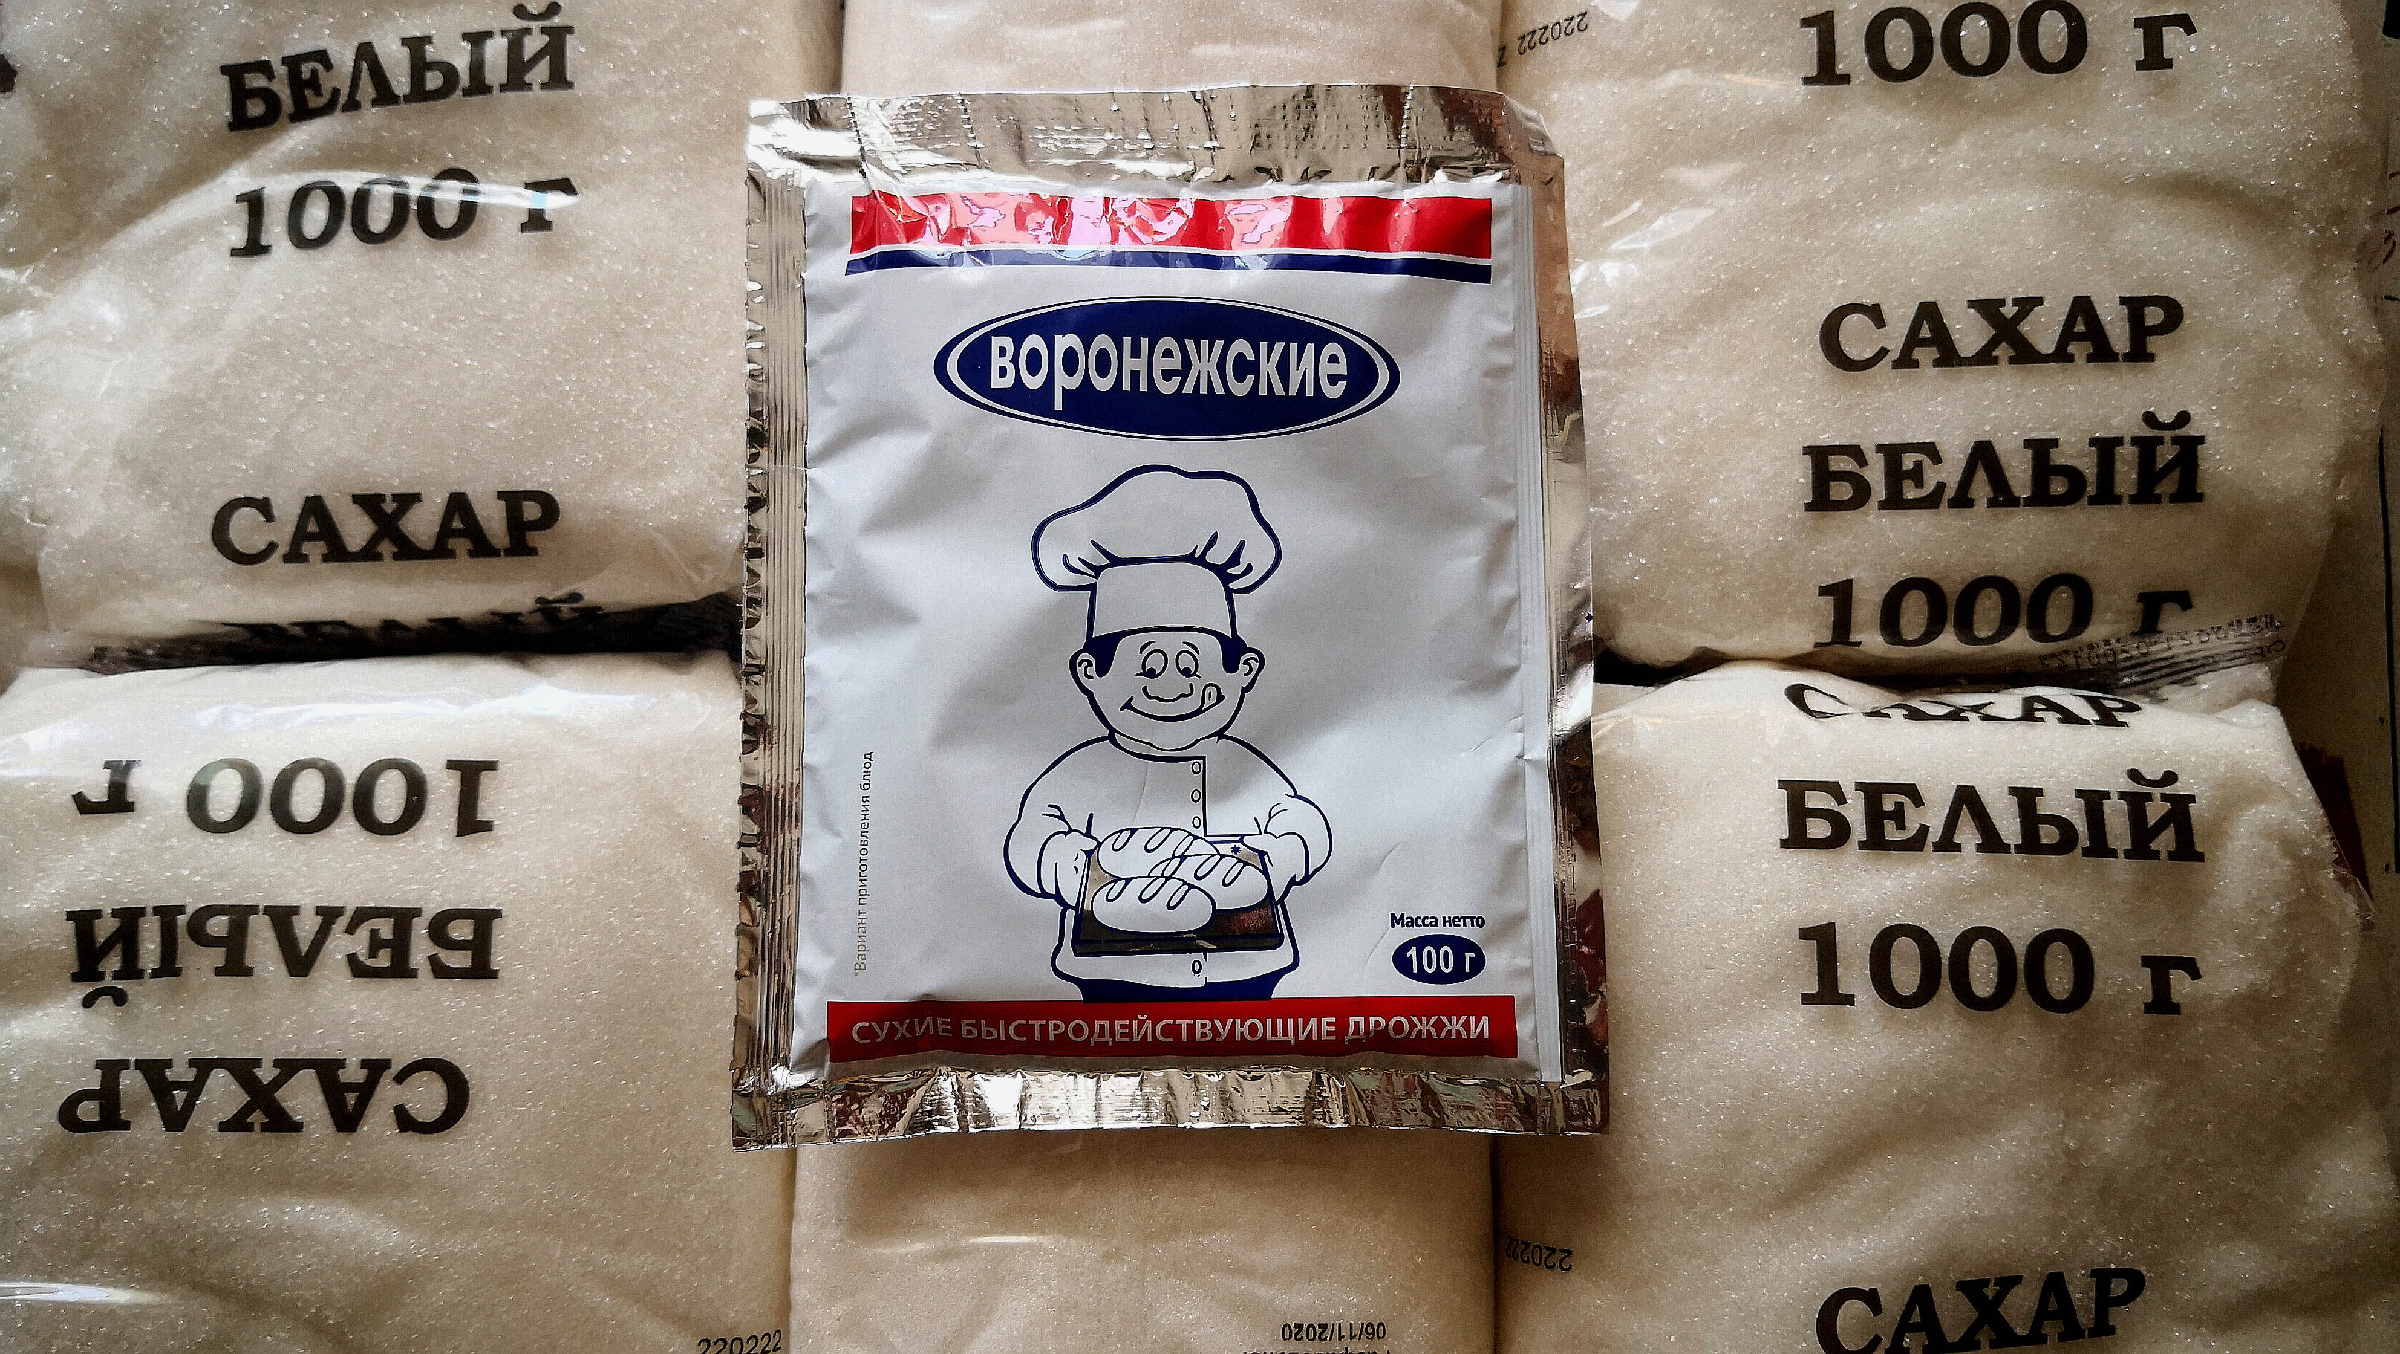 БЕЛЫЙ
1000 г
САХАР
БЕЛЫЙ
1000 г
БЕЛЫЙ
САХАР
220222
220222
1000 г
САХАР
БЕЛЫЙ
1000 г
САХАР
БЕЛЫЙ
1000 г
220222
САХАР
06/11/2020
воронежские
*Вариант приготовления блюд
Масса нетто
100 г
СУХИЕ БЫСТРОДЕЙСТВУЮЩИЕ ДРОЖЖИ